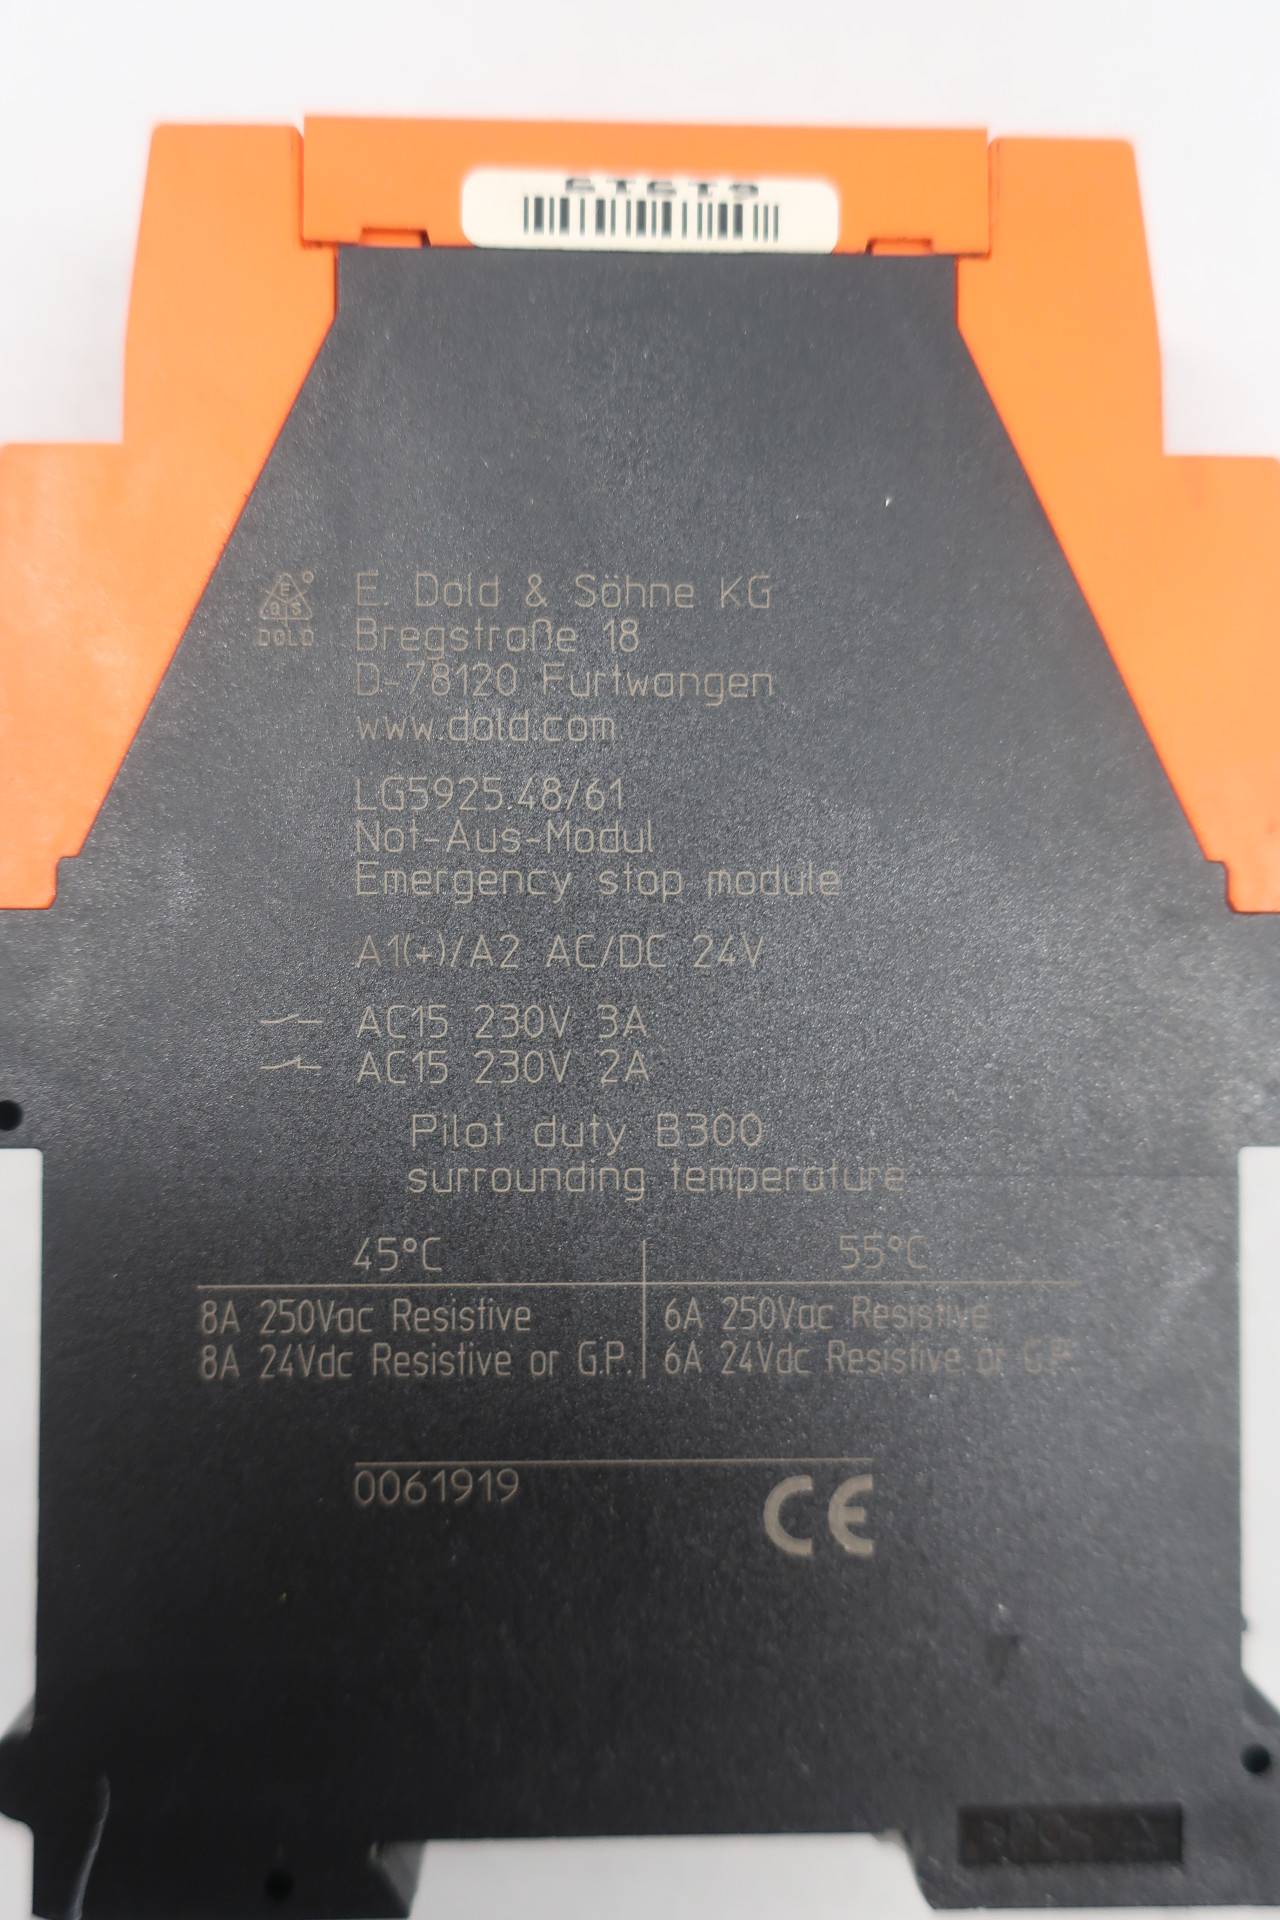 E
a S
DOLD
E. Dold & Söhne KG
Bregstraße 18
D-78120 Furtwangen
www.dold.com
LG5925.48/61
Not-Aus-Modul
Emergency stop module
A1(+)/A2 AC/DC 24V
AC15 230V 3A
AC15 230V 2A
Pilot duty B300
surrounding temperature
45°C 55°C
8A 250Vac Resistive 6A 250Vac Resistive
8A 24Vdc Resistive or G.P. 6A 24Vdc Resistive or G.P.
0061919
CE